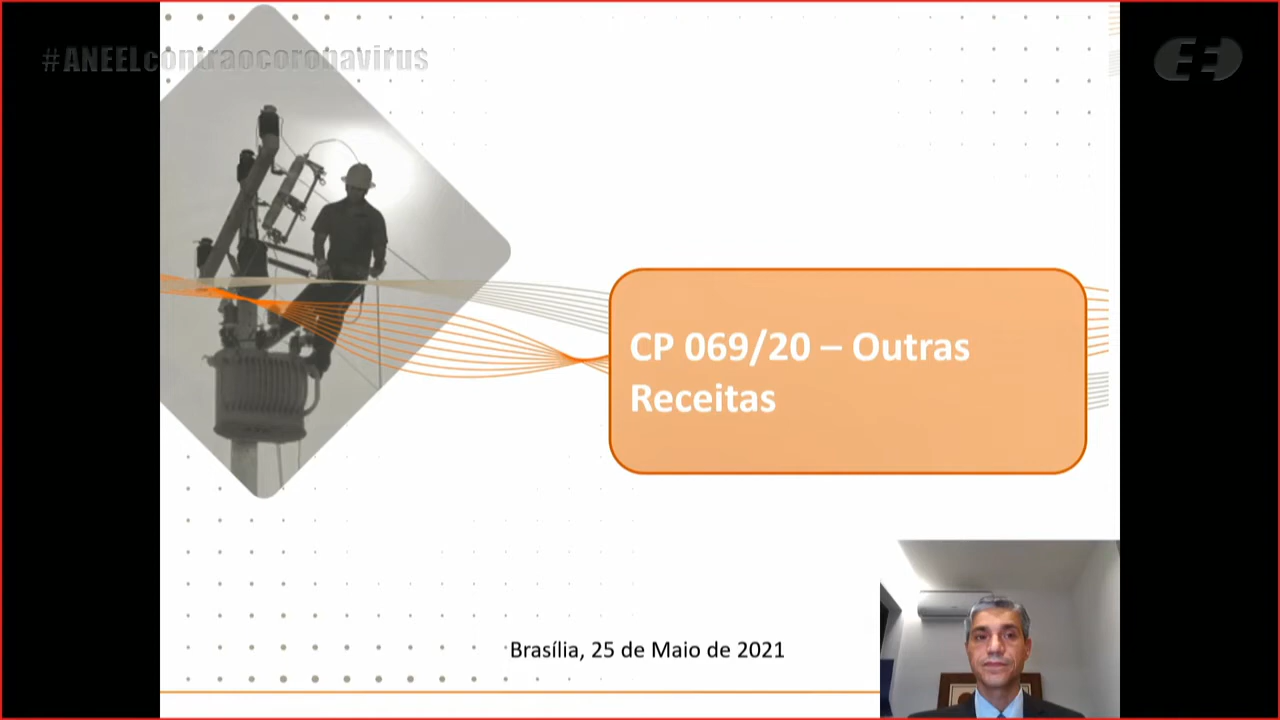 #ANEELcontraocoronavirus
CP 069/20 – Outras
Receitas
Brasília, 25 de Maio de 2021